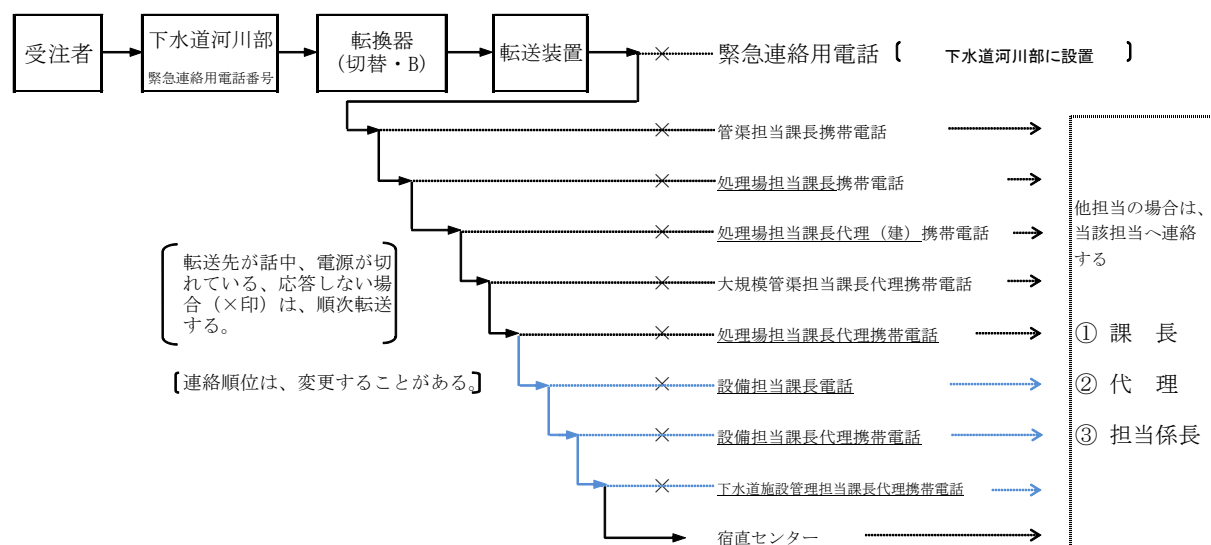 受注者
下水道河川部
緊急連絡用電話番号
転換器
(切替・B)
転送装置
緊急連絡用電話
〔 下水道河川部に設置 〕
管渠担当課長携帯電話
処理場担当課長携帯電話
処理場担当課長代理（建）携帯電話
大規模管渠担当課長代理携帯電話
処理場担当課長代理携帯電話
設備担当課長電話
設備担当課長代理携帯電話
下水道施設管理担当課長代理携帯電話
宿直センター
転送先が話中、電源が切
れている、応答しない場
合（×印）は、順次転送
する。
〔連絡順位は、変更することがある。〕
他担当の場合は、
当該担当へ連絡
する
① 課　長
② 代　理
③ 担当係長